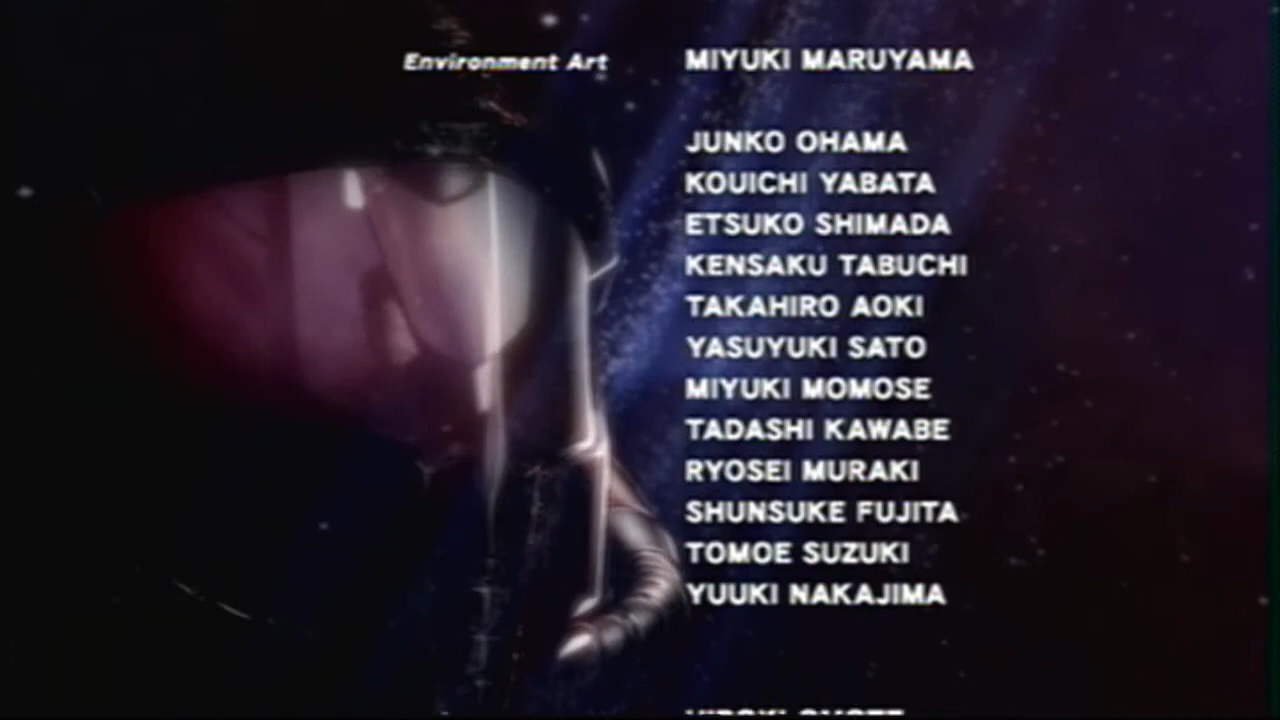 Environment Art MIYUKI MARUYAMA
JUNKO OHAMA
KOUICHI YABATA
ETSUKO SHIMADA
KENSAKU TABUCHI
TAKAHIRO AOKI
YASUYUKI SATO
MIYUKI MOMOSE
TADASHI KAWABE
RYOSEI MURAKI
SHUNSUKE FUJITA
TOMOE SUZUKI
YUUKI NAKAJIMA